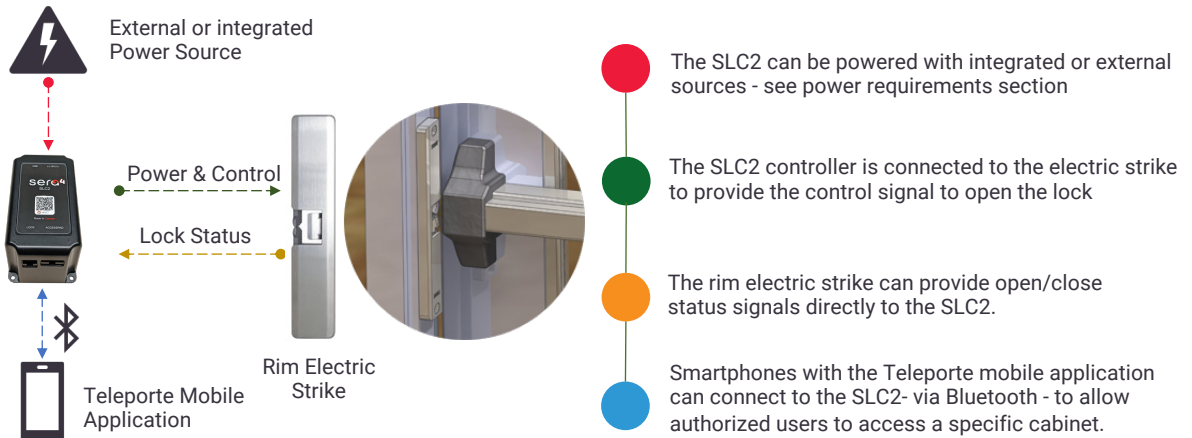 External or integrated
Power Source
sera4
SLC2
LOCK
ACCESSORIES
Power & Control
Lock Status
Rim Electric
Strike
Teleporte Mobile
Application
The SLC2 can be powered with integrated or external
sources - see power requirements section
The SLC2 controller is connected to the electric strike
to provide the control signal to open the lock
The rim electric strike can provide open/close
status signals directly to the SLC2.
Smartphones with the Teleporte mobile application
can connect to the SLC2- via Bluetooth - to allow
authorized users to access a specific cabinet.